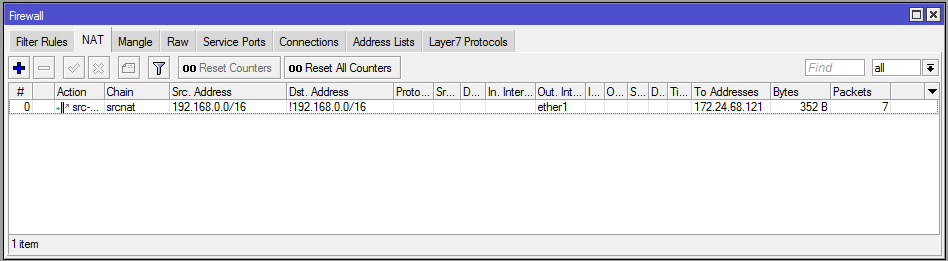 Firewall
Filter Rules NAT Mangle Raw Service Ports Connections Address Lists Layer7 Protocols
00 Reset Counters 00 Reset All Counters Find all
# Action Chain Src. Address Dst. Address Proto... Sr... D... In. Inter... Out. Int... I... O... S... D... Ti... To Addresses Bytes Packets
0 src-... srcnat 192.168.0.0/16 !192.168.0.0/16 ether1 172.24.68.121 352 B 7
1 item